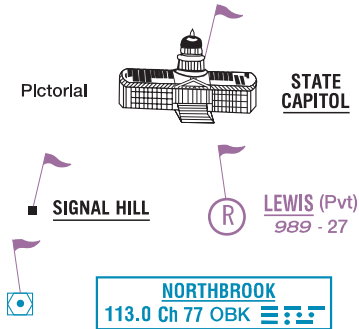 Pictorial
STATE
CAPITOL
SIGNAL HILL
R
LEWIS (Pvt)
989 - 27
NORTHBROOK
113.0 Ch 77 OBK